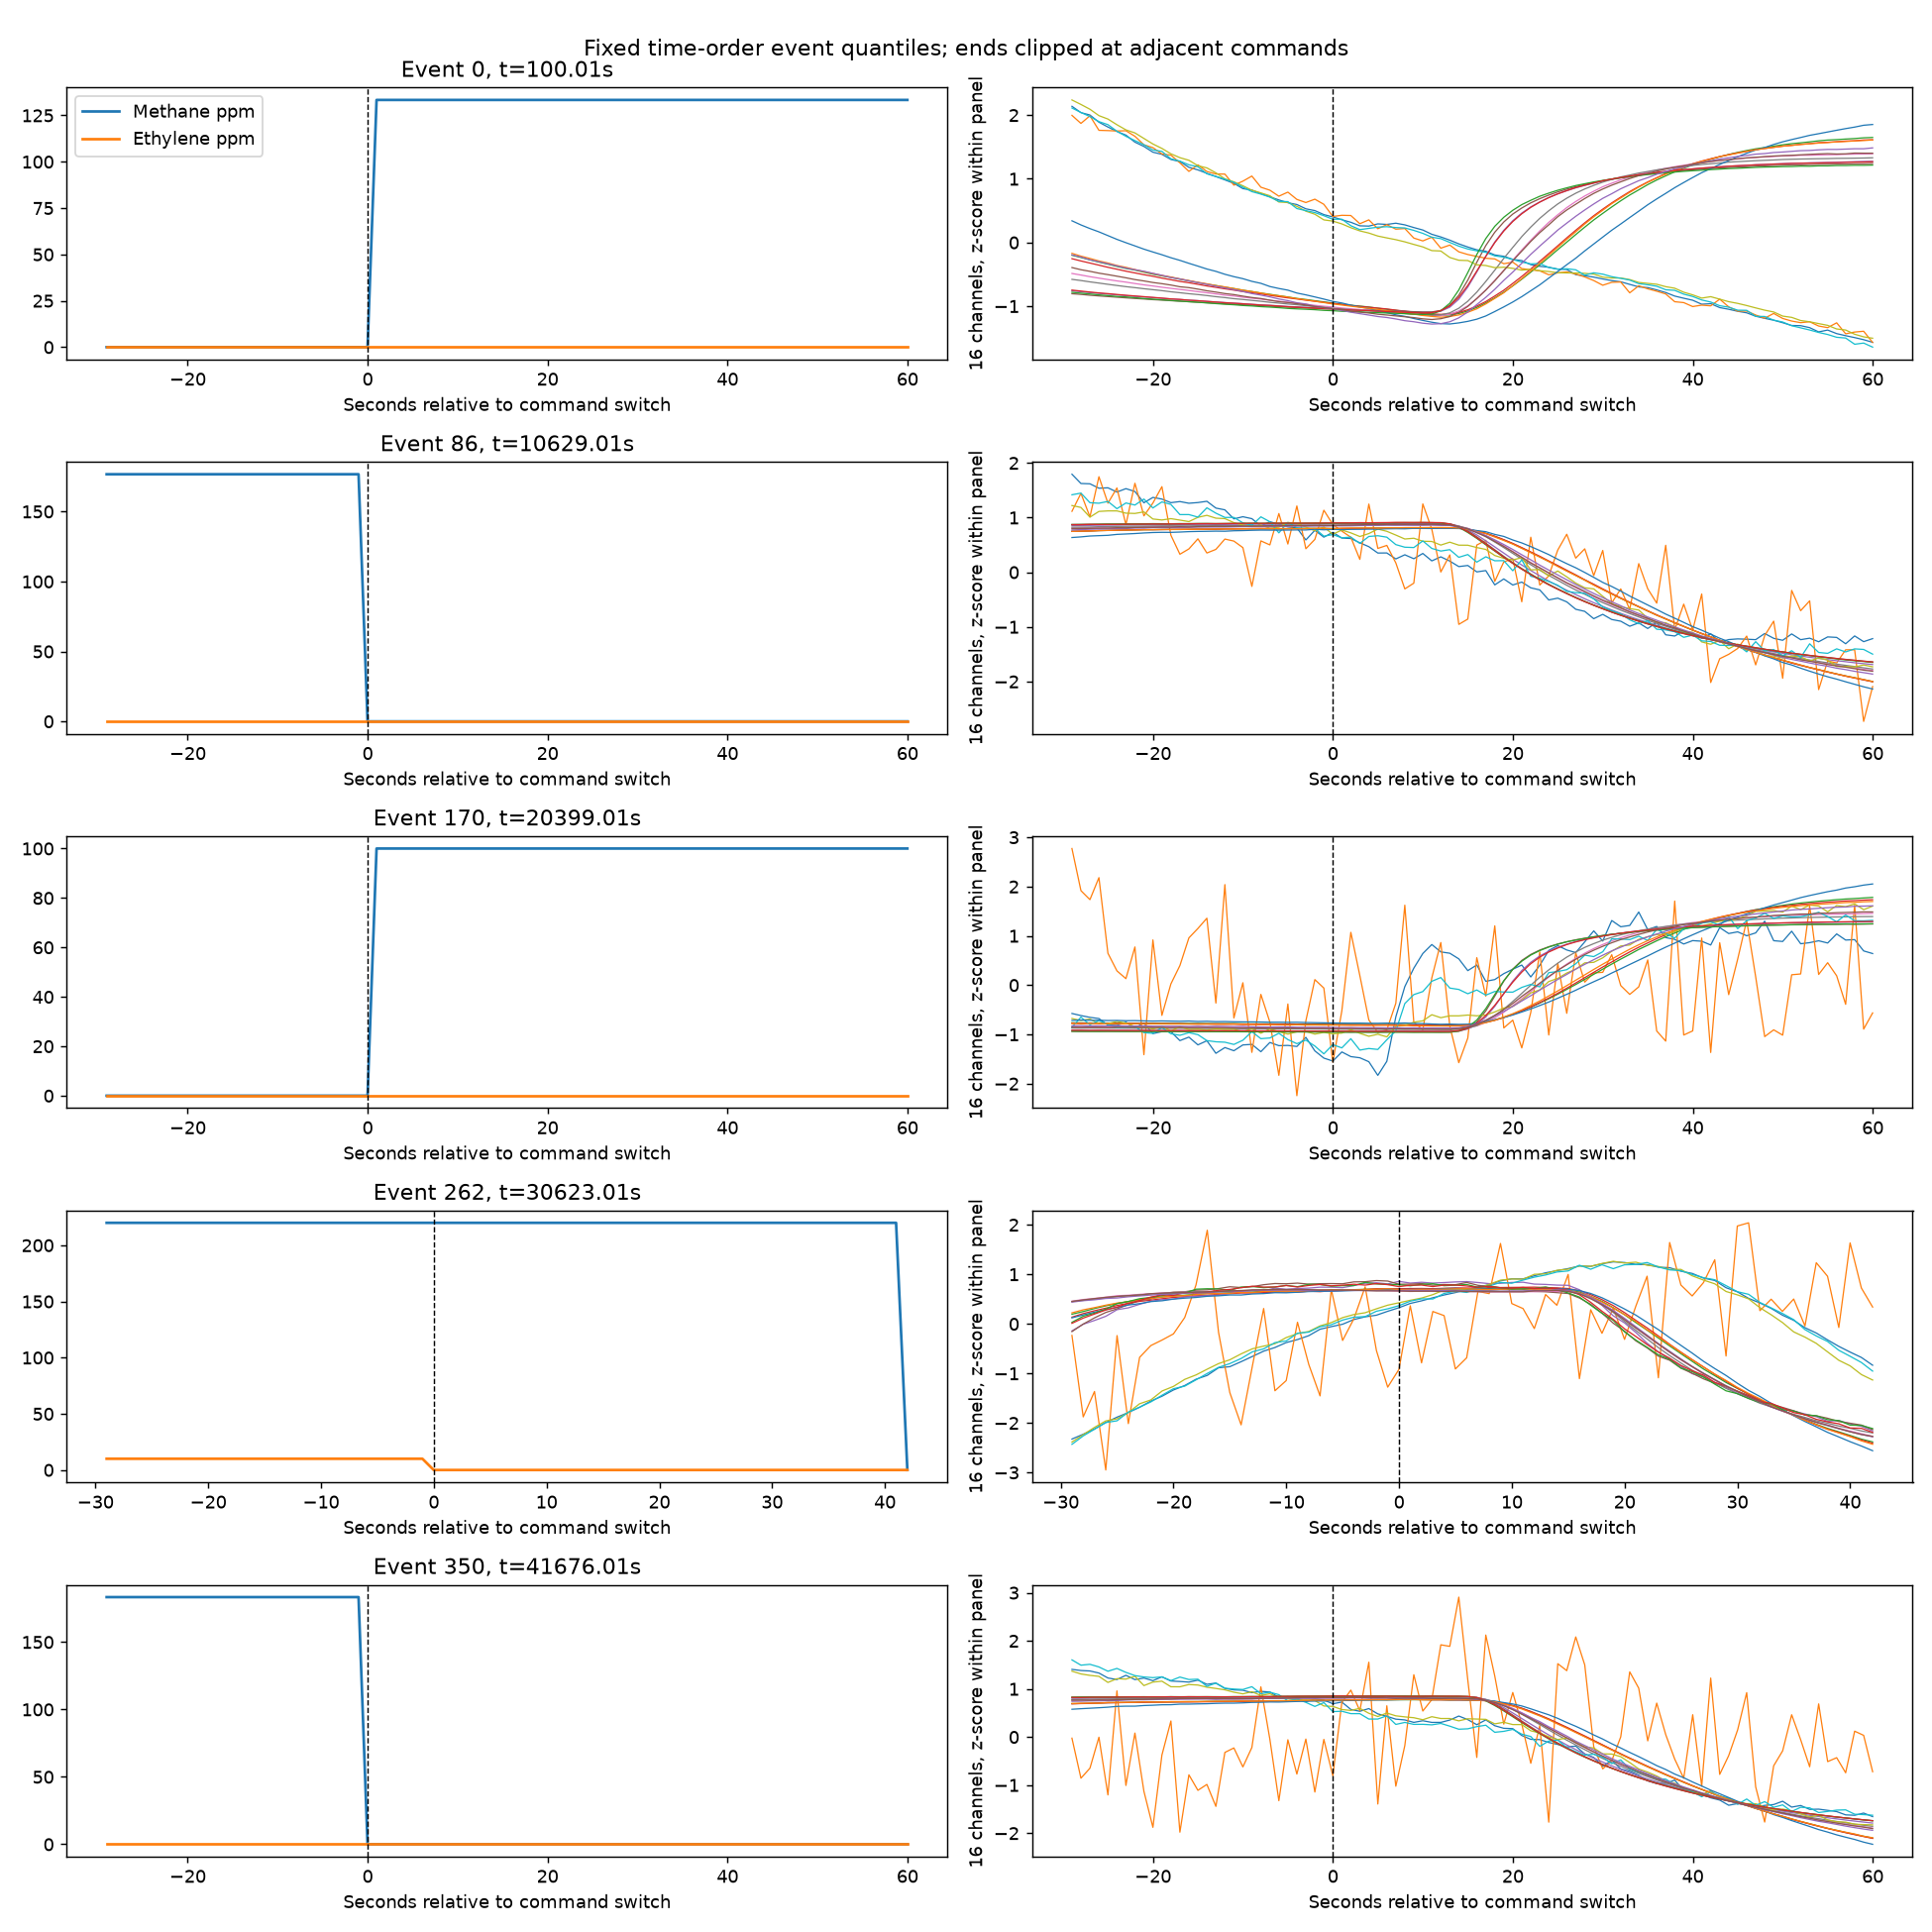 Fixed time-order event quantiles; ends clipped at adjacent commands
Event 0, t=100.01s
Methane ppm
Ethylene ppm
125
100
75
50
25
0
−20 0 20 40 60
Seconds relative to command switch
16 channels, z-score within panel
2
1
0
−1
−20 0 20 40 60
Seconds relative to command switch
Event 86, t=10629.01s
150
100
50
0
−20 0 20 40 60
Seconds relative to command switch
16 channels, z-score within panel
2
1
0
−1
−2
−20 0 20 40 60
Seconds relative to command switch
Event 170, t=20399.01s
100
80
60
40
20
0
−20 0 20 40 60
Seconds relative to command switch
16 channels, z-score within panel
3
2
1
0
−1
−2
−20 0 20 40 60
Seconds relative to command switch
Event 262, t=30623.01s
200
150
100
50
0
−30 −20 −10 0 10 20 30 40
Seconds relative to command switch
16 channels, z-score within panel
2
1
0
−1
−2
−3
−30 −20 −10 0 10 20 30 40
Seconds relative to command switch
Event 350, t=41676.01s
150
100
50
0
−20 0 20 40 60
Seconds relative to command switch
16 channels, z-score within panel
3
2
1
0
−1
−2
−20 0 20 40 60
Seconds relative to command switch